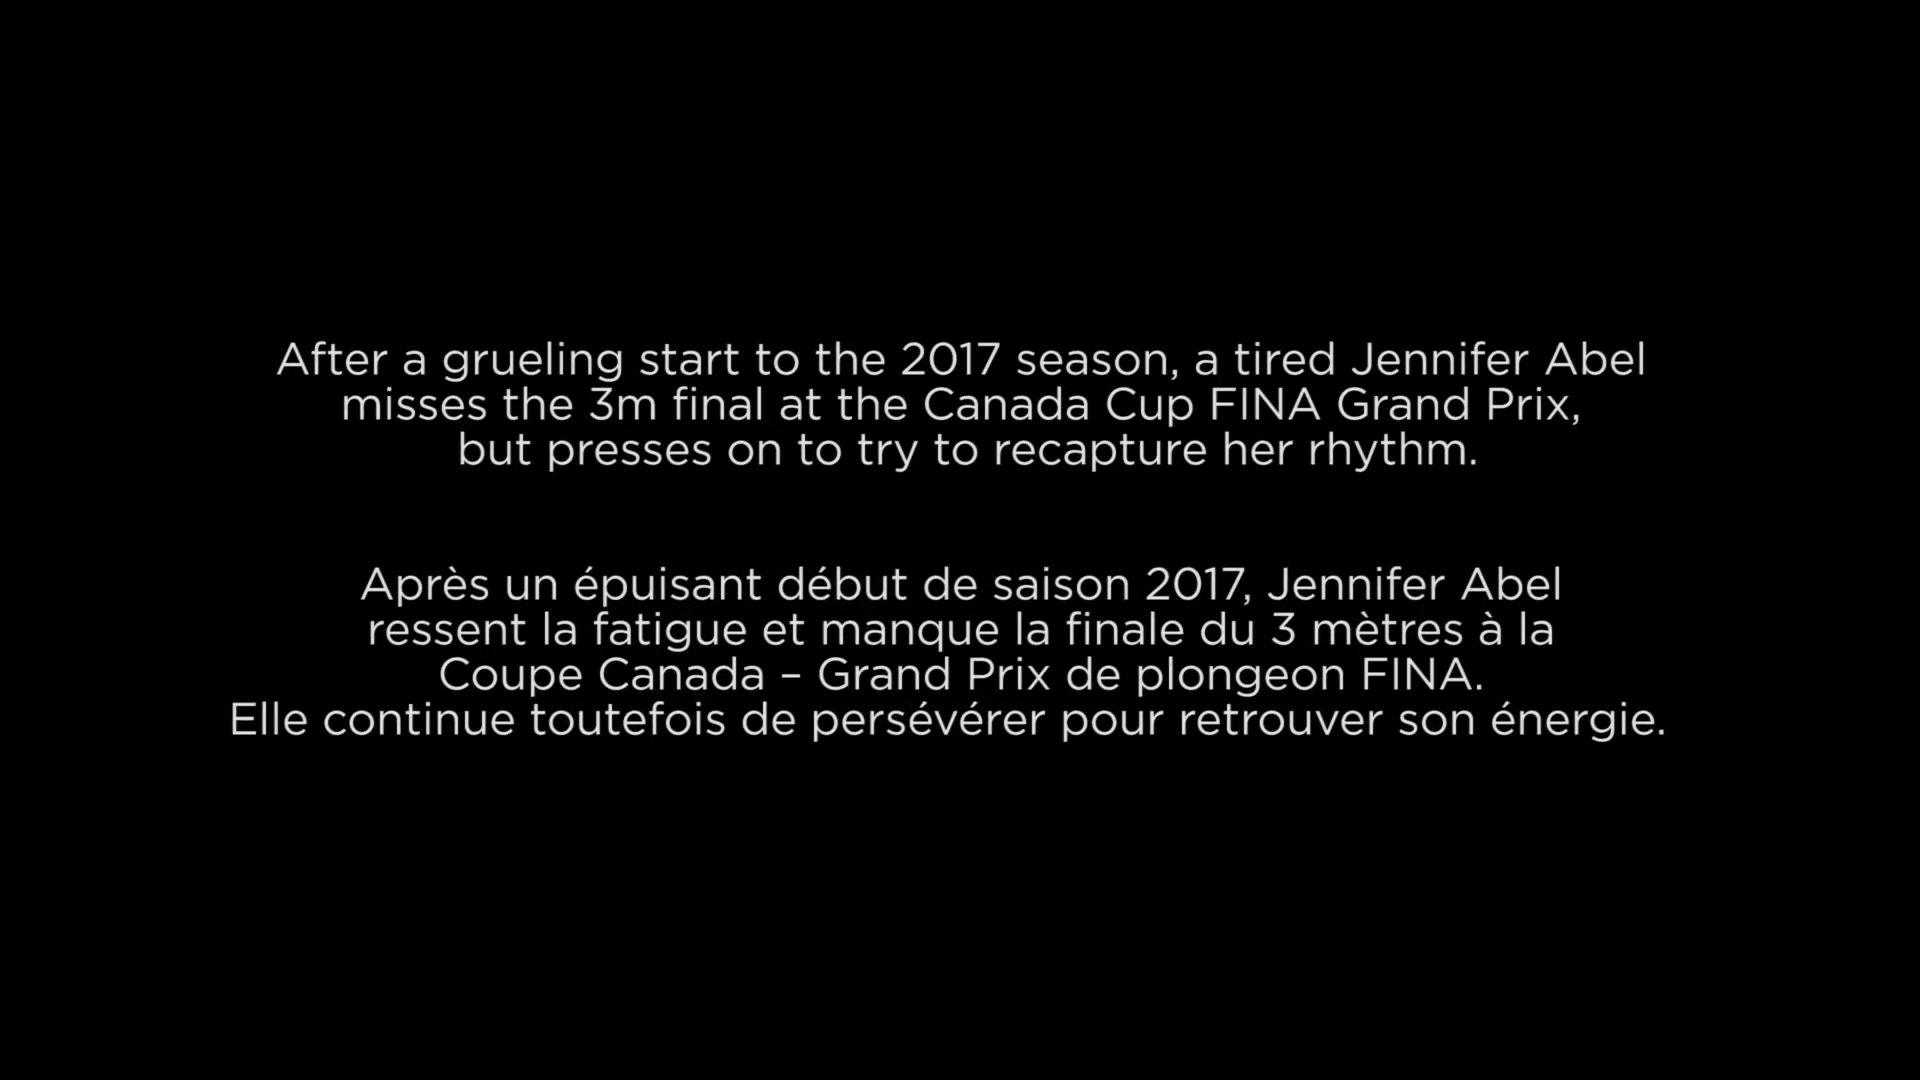 After a grueling start to the 2017 season, a tired Jennifer Abel
misses the 3m final at the Canada Cup FINA Grand Prix,
but presses on to try to recapture her rhythm.
Après un épuisant début de saison 2017, Jennifer Abel
ressent la fatigue et manque la finale du 3 mètres à la
Coupe Canada – Grand Prix de plongeon FINA.
Elle continue toutefois de persévérer pour retrouver son énergie.